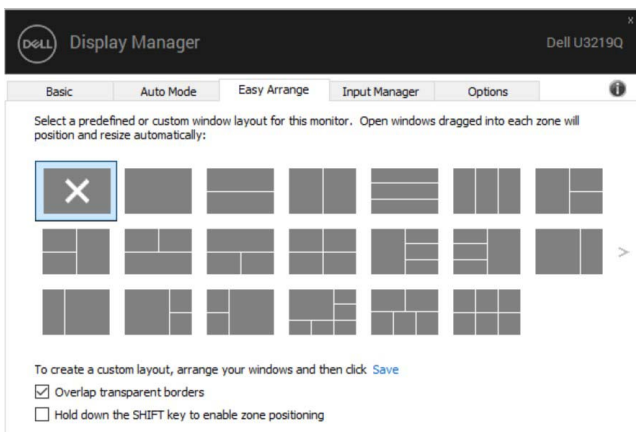 x
DELL Display Manager Dell U3219Q
Basic Auto Mode Easy Arrange Input Manager Options i
Select a predefined or custom window layout for this monitor. Open windows dragged into each zone will
position and resize automatically:
>
To create a custom layout, arrange your windows and then click Save
Overlap transparent borders
Hold down the SHIFT key to enable zone positioning